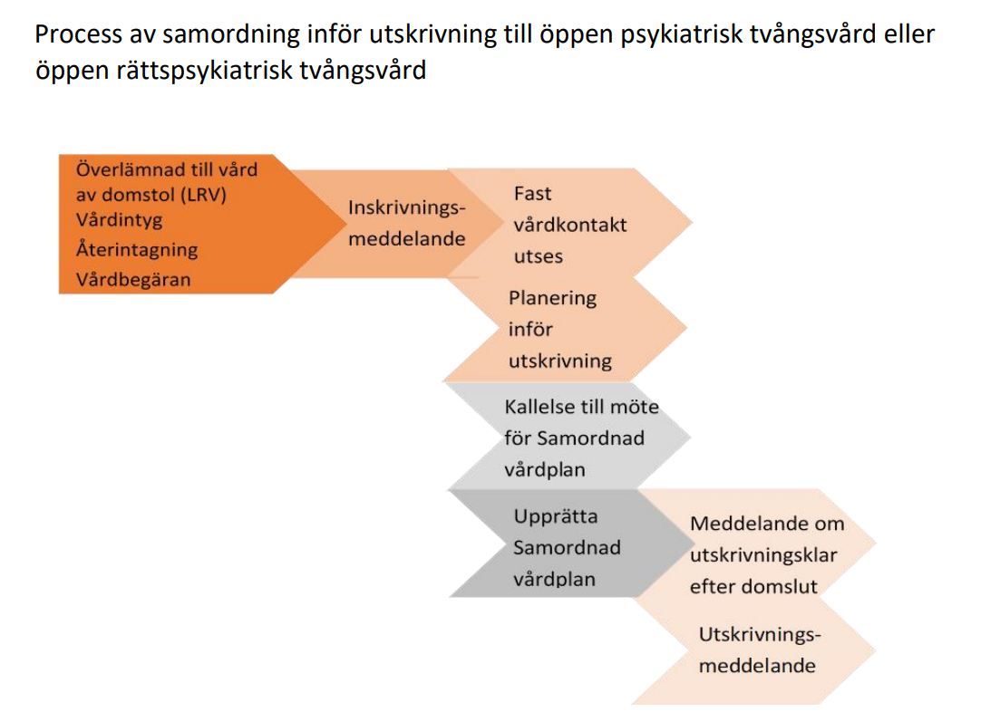 Process av samordning inför utskrivning till öppen psykiatrisk tvångsvård eller
öppen rättspsykiatrisk tvångsvård
Överlämnad till vård
av domstol (LRV)
Vårdintyg
Återintagning
Vårdbegäran
Inskrivnings-
meddelande
Fast
vårdkontakt
utses
Planering
inför
utskrivning
Kallelse till möte
för Samordnad
vårdplan
Upprätta
Samordnad
vårdplan
Meddelande om
utskrivningsklar
efter domslut
Utskrivnings-
meddelande